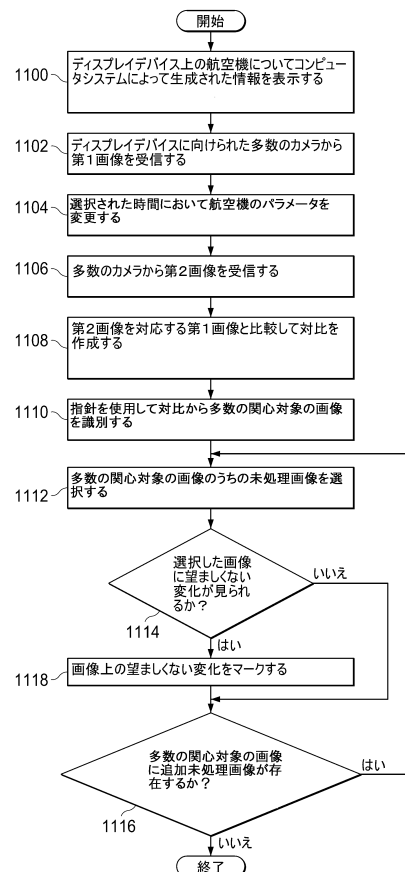 開始
1100
ディスプレイデバイス上の航空機についてコンピュー
タシステムによって生成された情報を表示する
1102
ディスプレイデバイスに向けられた多数のカメラから
第1画像を受信する
1104
選択された時間において航空機のパラメータを
変更する
1106
多数のカメラから第2画像を受信する
1108
第2画像を対応する第1画像と比較して対比を
作成する
1110
指針を使用して対比から多数の関心対象の画像
を識別する
1112
多数の関心対象の画像のうちの未処理画像を選
択する
選択した画像
に望ましくない
変化が見られ
るか?
いいえ
1114
はい
1118
画像上の望ましくない変化をマークする
多数の関心対象の画像
に追加未処理画像が存
在するか?
はい
1116
いいえ
終了